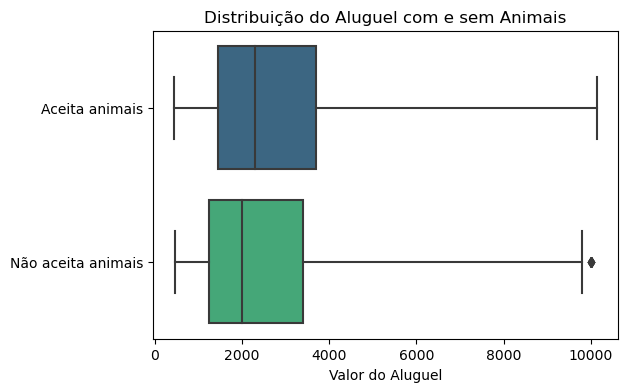 Distribuição do Aluguel com e sem Animais
Aceita animais
Não aceita animais
0 2000 4000 6000 8000 10000
Valor do Aluguel